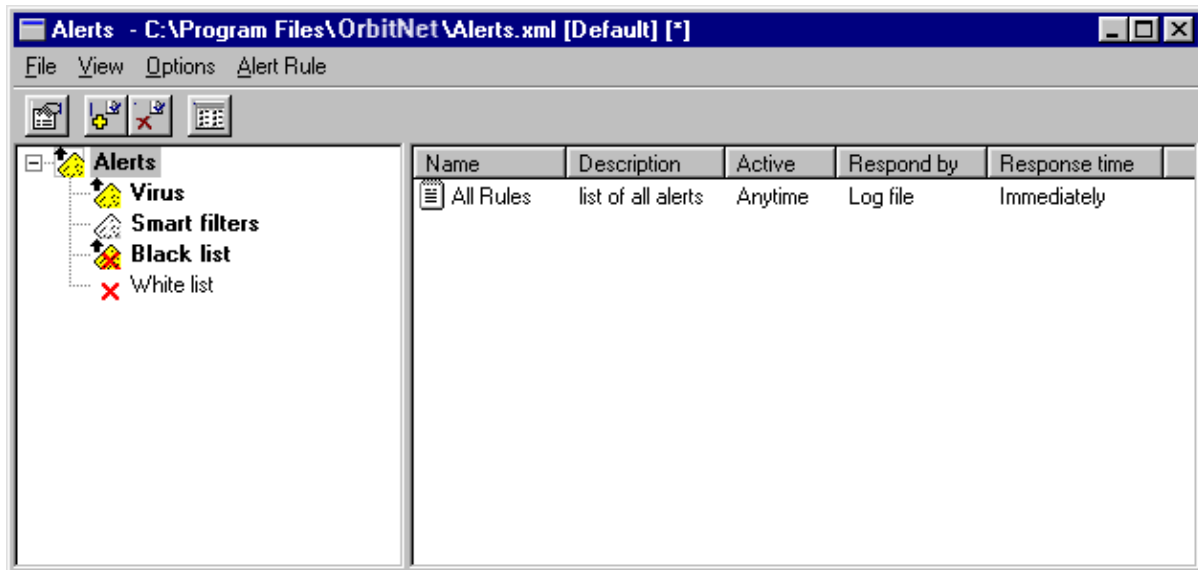 Alerts - C:\Program Files\OrbitNet\Alerts.xml [Default] [*]
File View Options Alert Rule
Alerts
Virus
Smart filters
Black list
White list
Name Description Active Respond by Response time
All Rules list of all alerts Anytime Log file Immediately